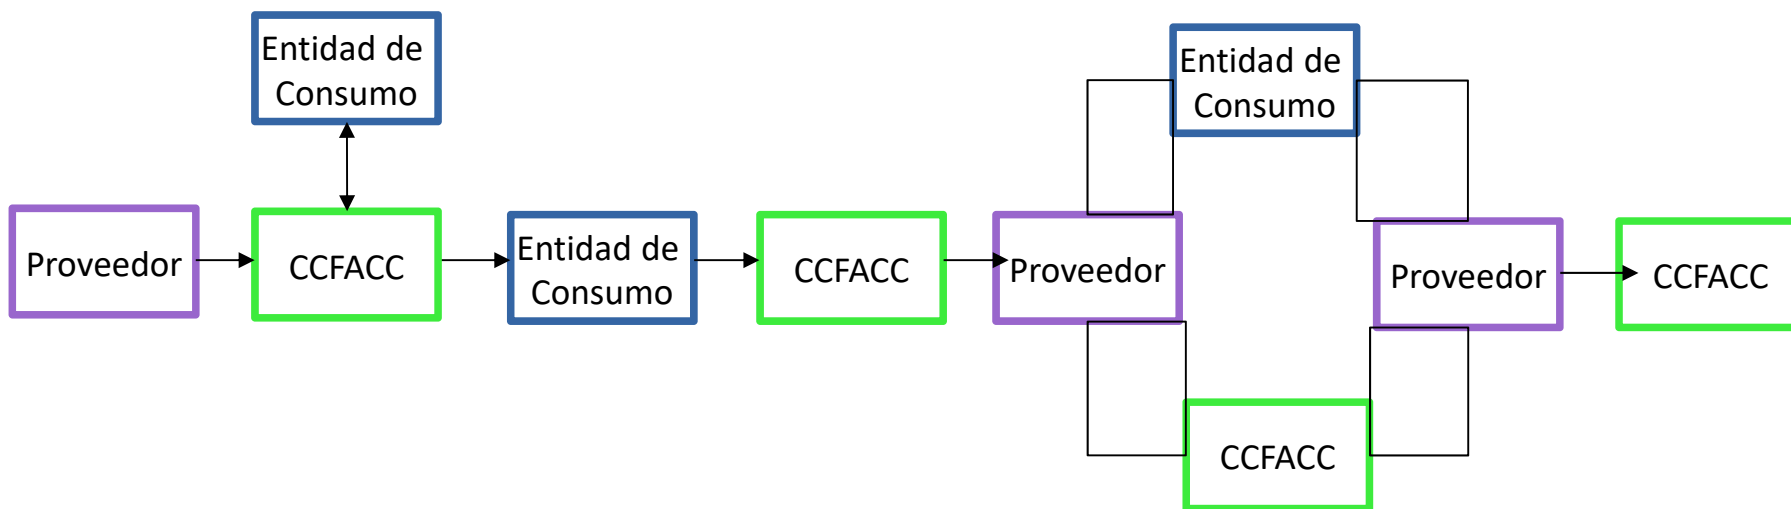 Entidad de
Consumo
Entidad de
Consumo
Proveedor
CCFACC
Entidad de
Consumo
CCFACC
Proveedor
Proveedor
CCFACC
CCFACC